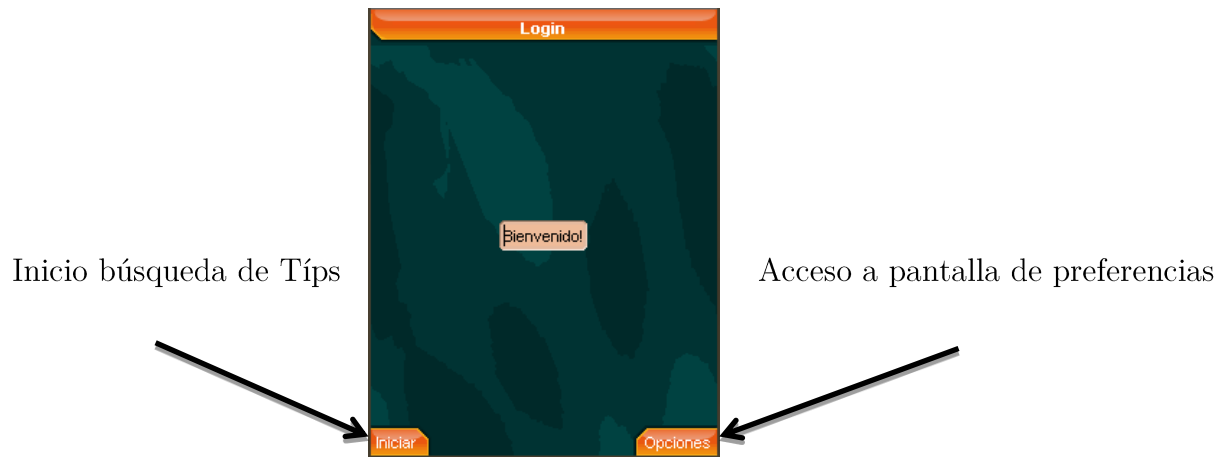 Login
Bienvenido!
Inicio búsqueda de Típs
Acceso a pantalla de preferencias
Iniciar
Opciones